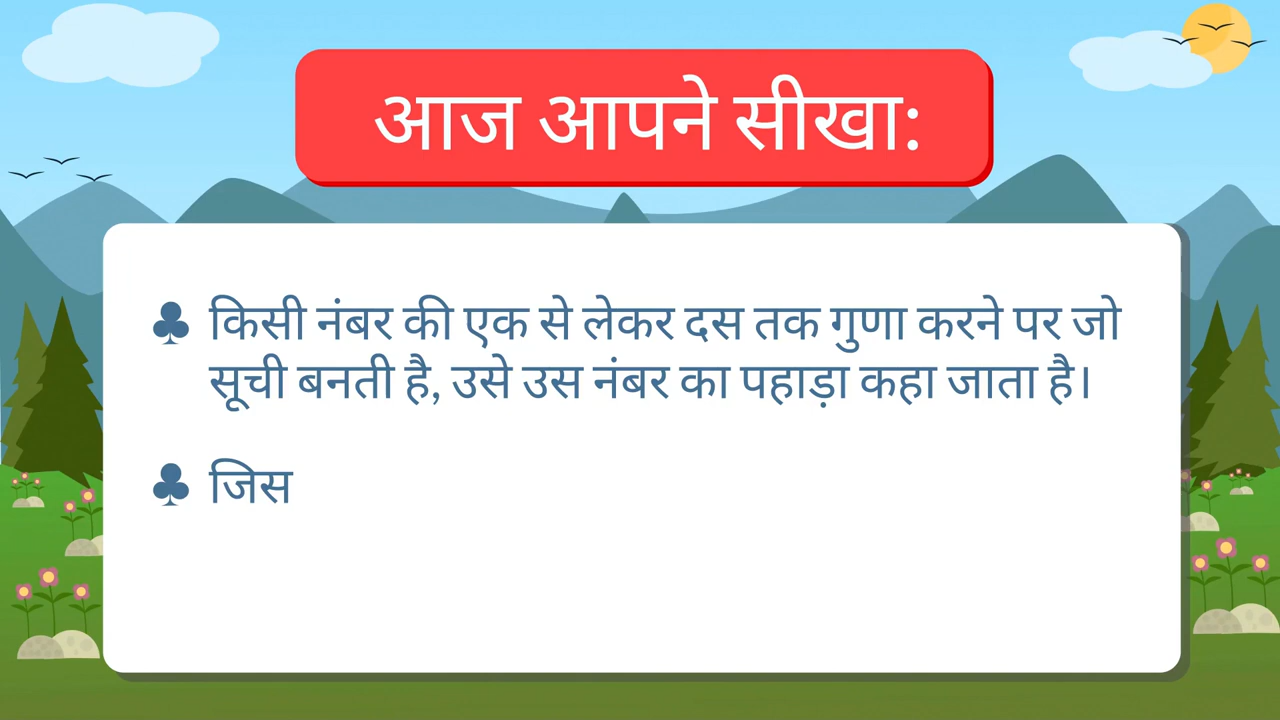 आज आपने सीखा:
♣ किसी नंबर की एक से लेकर दस तक गुणा करने पर जो
सूची बनती है, उसे उस नंबर का पहाड़ा कहा जाता है।
♣ जिस